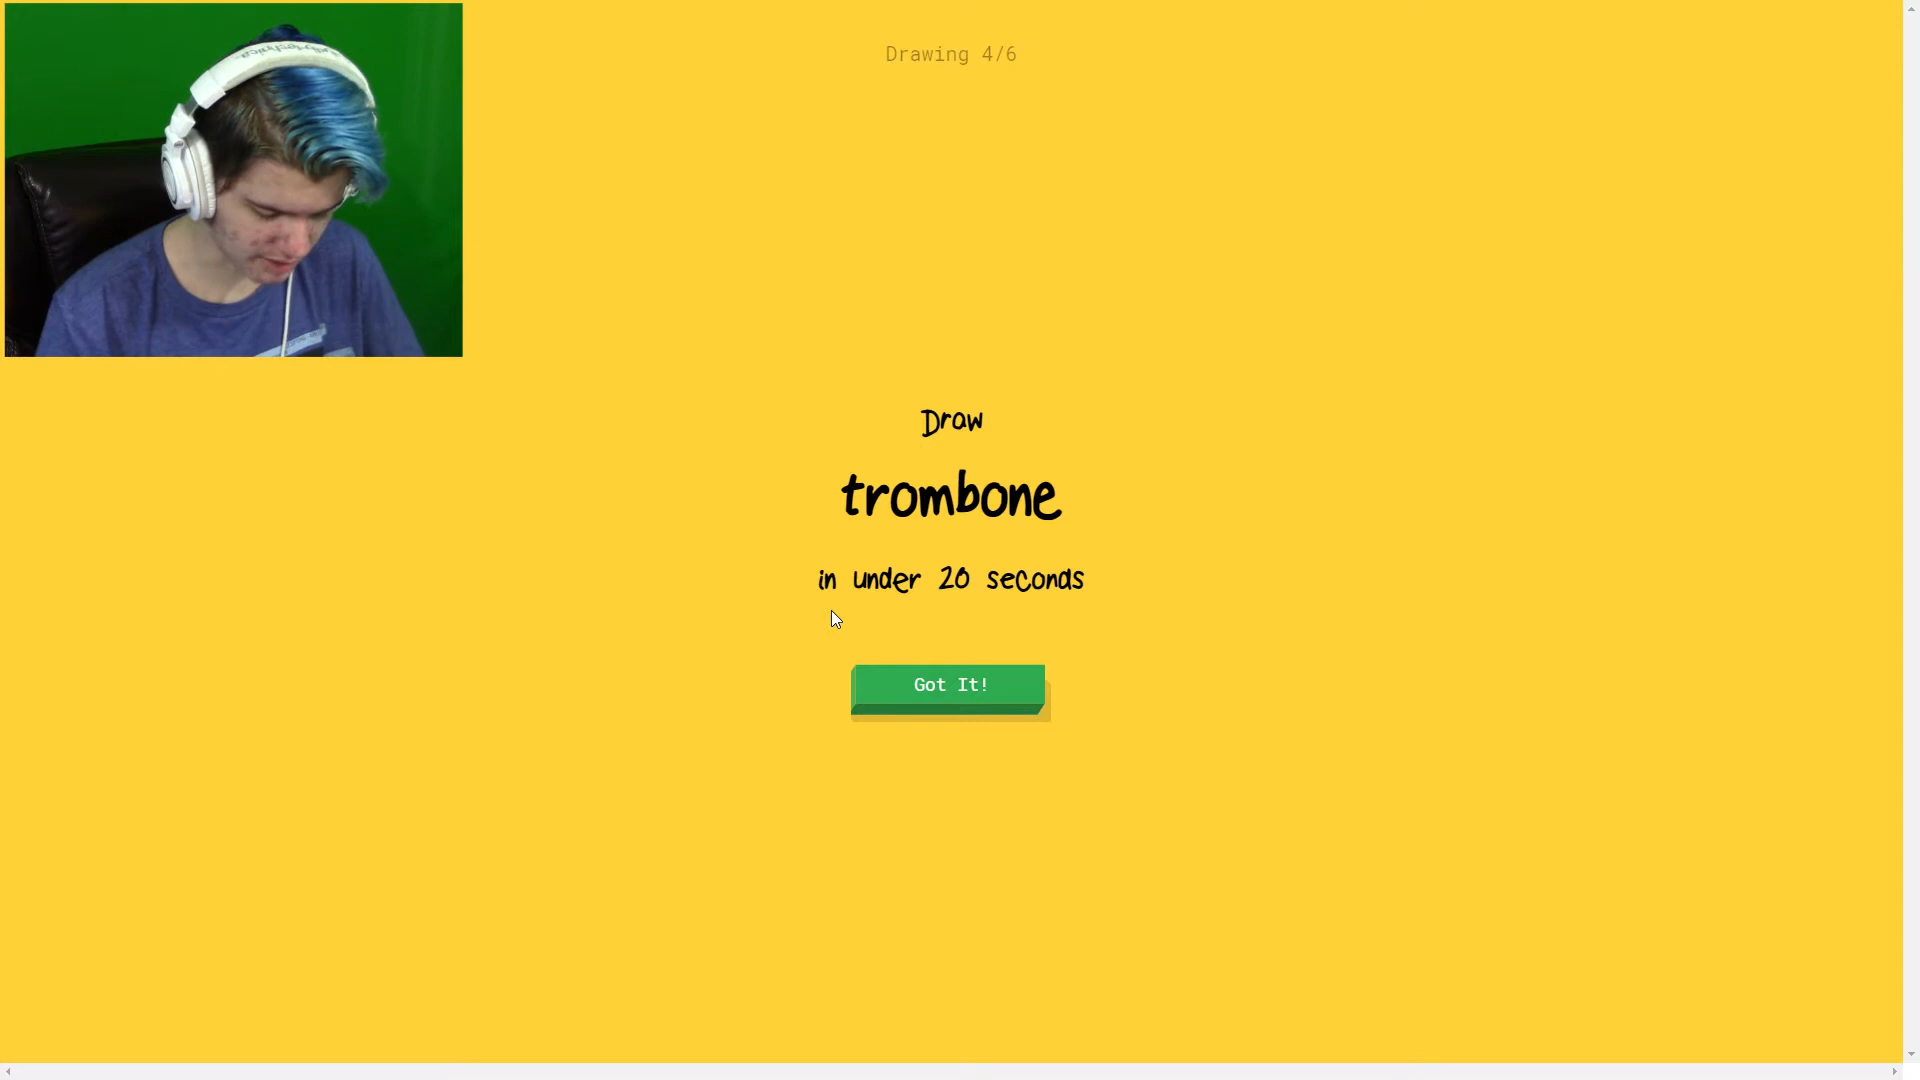 Drawing 4/6
Draw
trombone
in under 20 seconds
Got It!